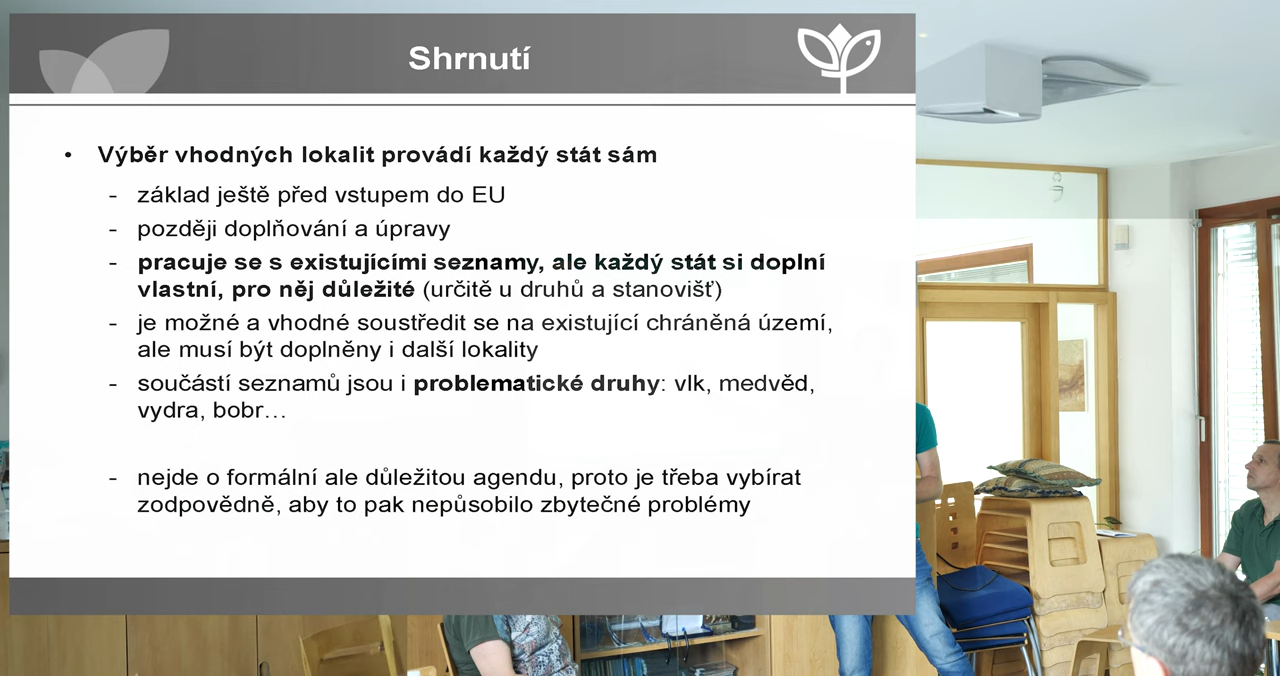 Shrnutí
• Výběr vhodných lokalit provádí každý stát sám
- základ ještě před vstupem do EU
- později doplňování a úpravy
- pracuje se s existujícími seznamy, ale každý stát si doplní
vlastní, pro něj důležité (určitě u druhů a stanovišť)
- je možné a vhodné soustředit se na existující chráněná území,
ale musí být doplněny i další lokality
- součástí seznamů jsou i problematické druhy: vlk, medvěd,
vydra, bobr…
- nejde o formální ale důležitou agendu, proto je třeba vybírat
zodpovědně, aby to pak nepůsobilo zbytečné problémy